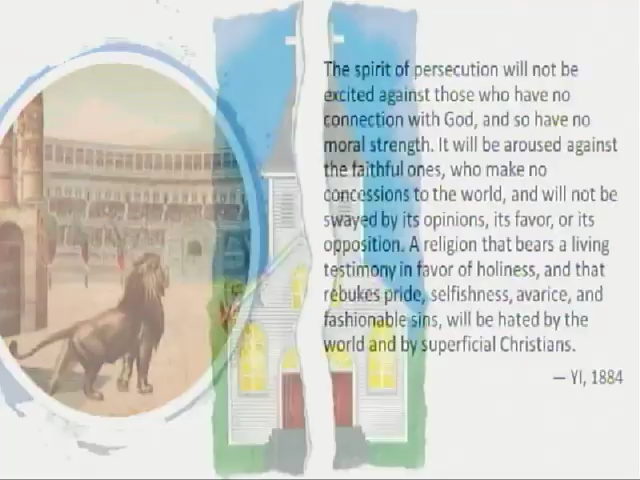 The spirit of persecution will not be
excited against those who have no
connection with God, and so have no
moral strength. It will be aroused against
the faithful ones, who make no
concessions to the world, and will not be
swayed by its opinions, its favor, or its
opposition. A religion that bears a living
testimony in favor of holiness, and that
rebukes pride, selfishness, avarice, and
fashionable sins, will be hated by the
world and by superficial Christians.
— YI, 1884